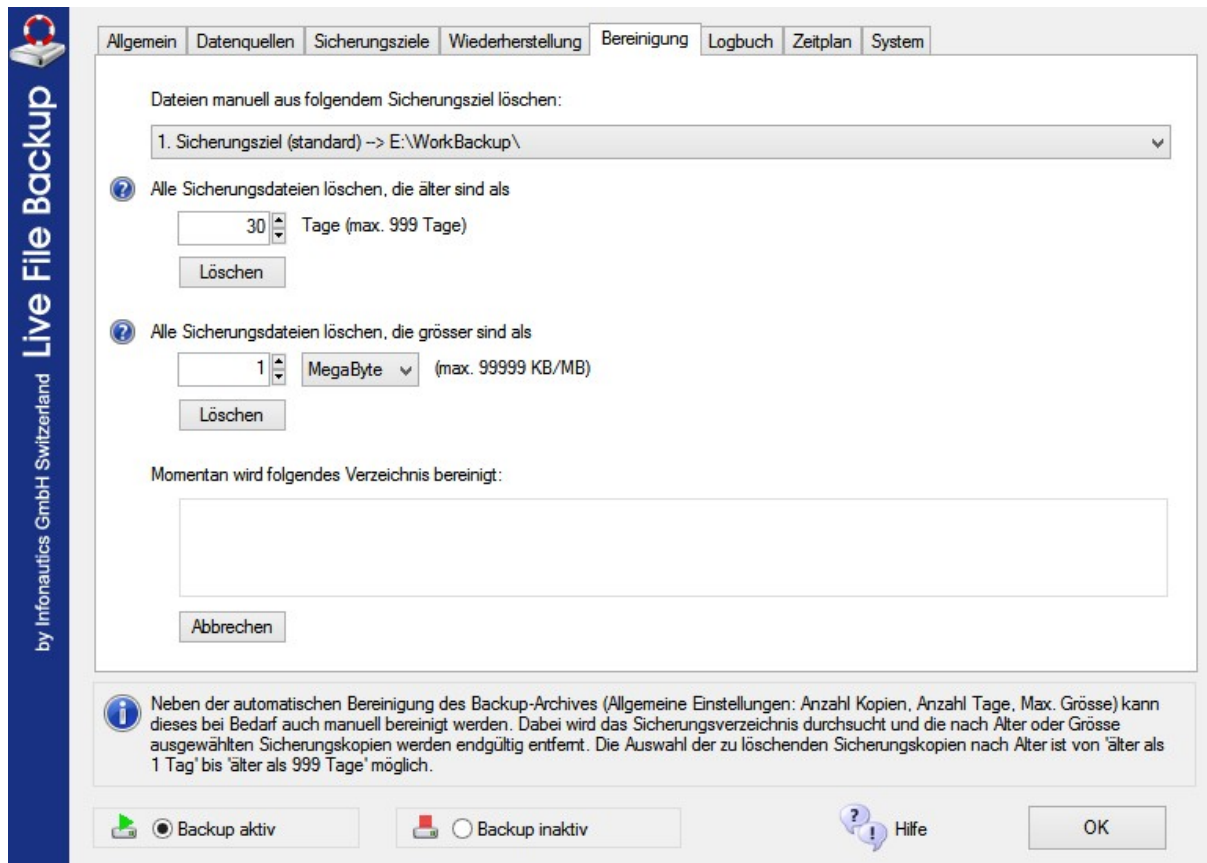 by Infonautics GmbH Switzerland Live File Backup
Allgemein Datenquellen Sicherungsziele Wiederherstellung Bereinigung Logbuch Zeitplan System
Dateien manuell aus folgendem Sicherungsziel löschen:
1. Sicherungsziel (standard) --> E:\WorkBackup\
? Alle Sicherungsdateien löschen, die älter sind als
30 Tage (max. 999 Tage)
Löschen
? Alle Sicherungsdateien löschen, die grösser sind als
1 MegaByte (max. 99999 KB/MB)
Löschen
Momentan wird folgendes Verzeichnis bereinigt:
Abbrechen
Neben der automatischen Bereinigung des Backup-Archives (Allgemeine Einstellungen: Anzahl Kopien, Anzahl Tage, Max. Grösse) kann
dieses bei Bedarf auch manuell bereinigt werden. Dabei wird das Sicherungsverzeichnis durchsucht und die nach Alter oder Grösse
ausgewählten Sicherungskopien werden endgültig entfernt. Die Auswahl der zu löschenden Sicherungskopien nach Alter ist von 'älter als
1 Tag' bis 'älter als 999 Tage' möglich.
Backup aktiv Backup inaktiv ? ! Hilfe OK